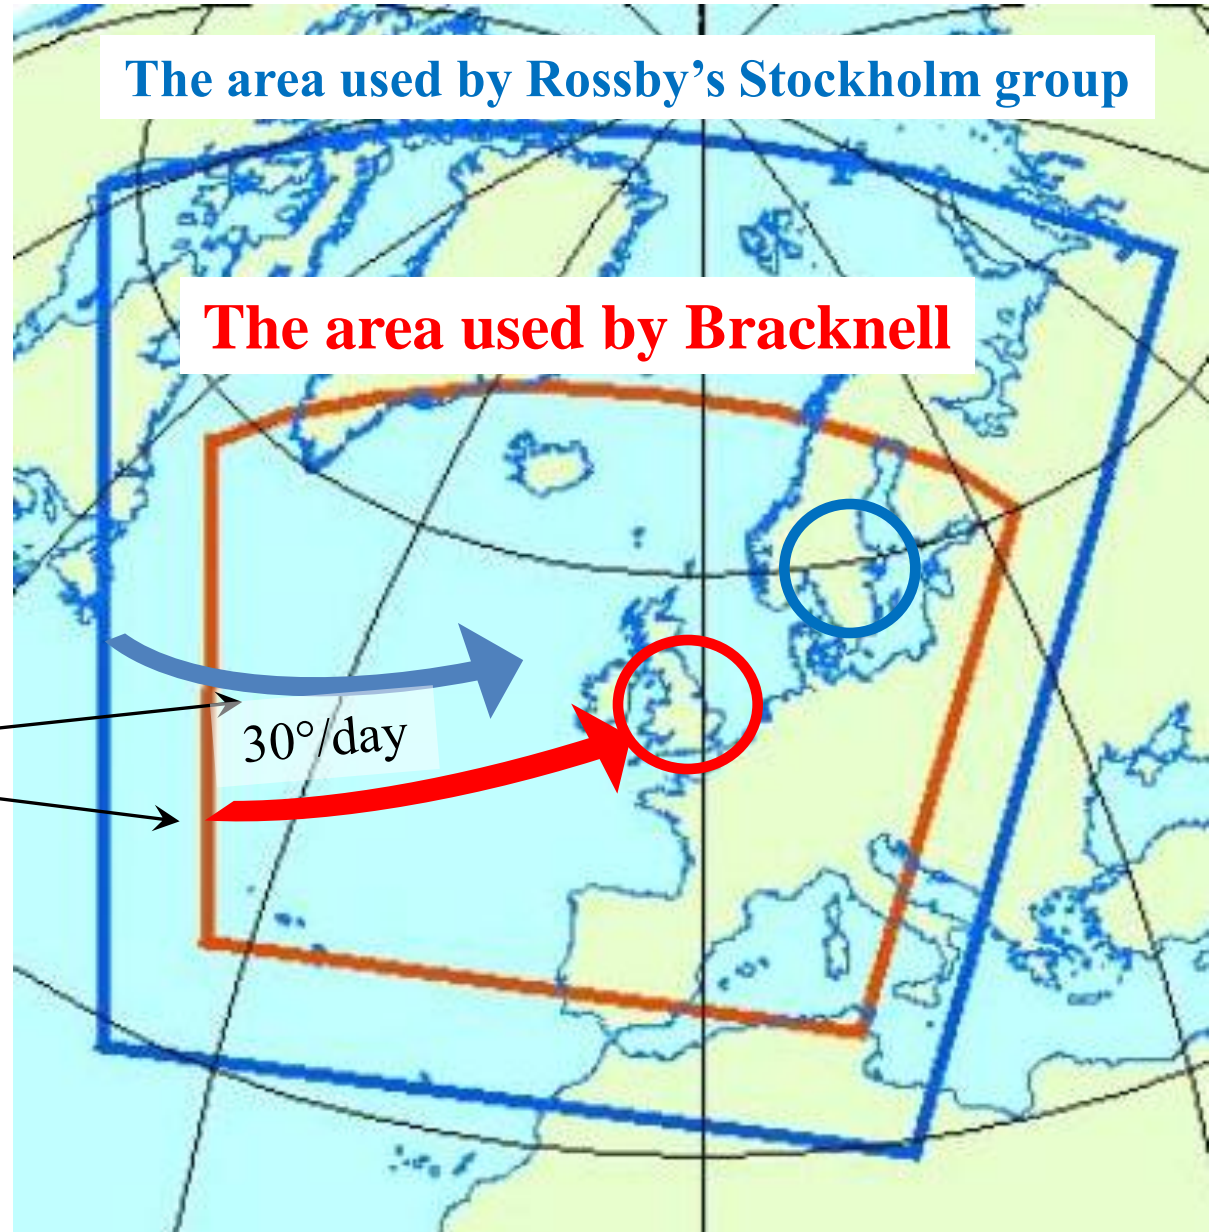 The area used by Rossby’s Stockholm group
The area used by Bracknell
30°/day